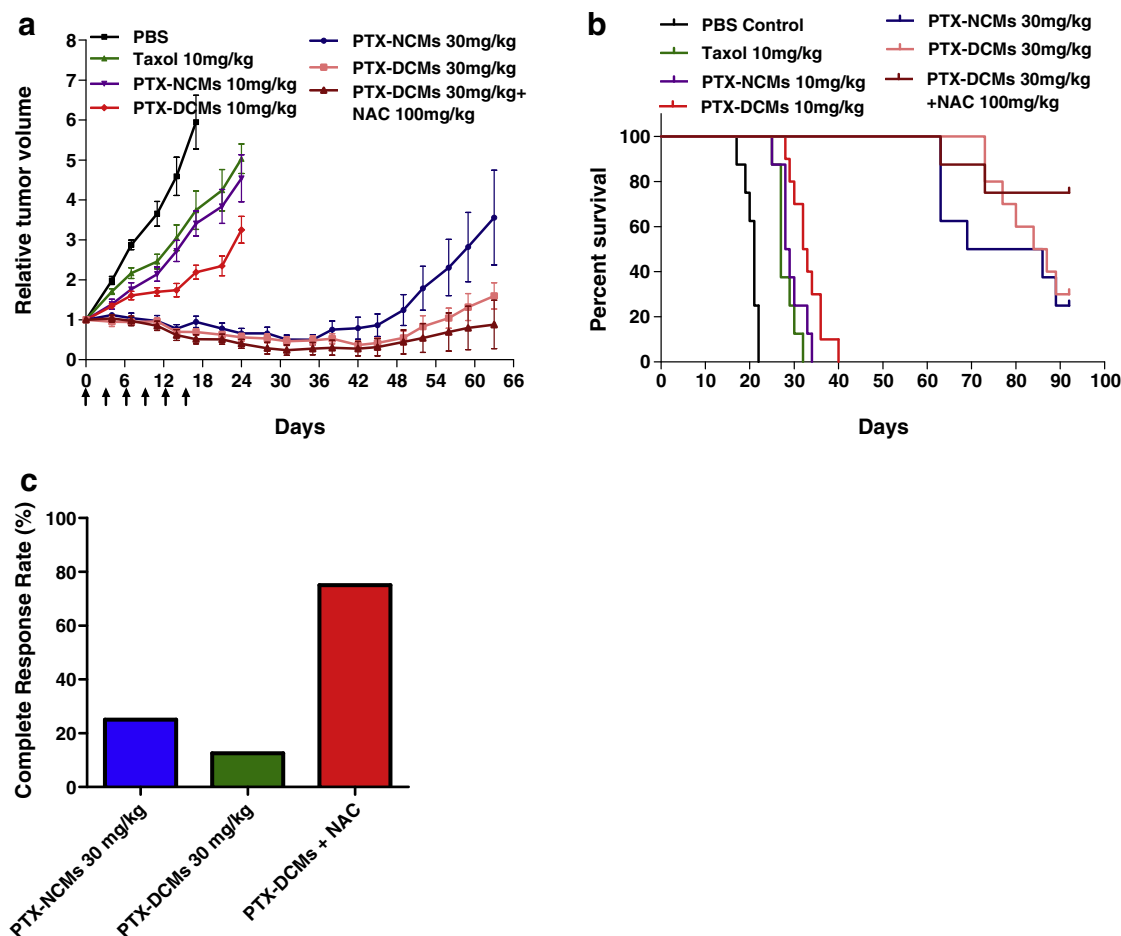 a
PBS
Taxol 10mg/kg
PTX-NCMs 10mg/kg
PTX-DCMs 10mg/kg
PTX-NCMs 30mg/kg
PTX-DCMs 30mg/kg
PTX-DCMs 30mg/kg+
NAC 100mg/kg
Relative tumor volume
8
7
6
5
4
3
2
1
0
0 6 12 18 24 30 36 42 48 54 56 60 66
Days
b
PBS Control
Taxol 10mg/kg
PTX-NCMs 10mg/kg
PTX-DCMs 10mg/kg
PTX-NCMs 30mg/kg
PTX-DCMs 30mg/kg
PTX-DCMs 30mg/kg
+NAC 100mg/kg
Percent survival
100
80
60
40
20
0
0 10 20 30 40 50 60 70 80 90 100
Days
c
Complete Response Rate (%)
100
80
60
40
20
0
PTX-NCMs 30 mg/kg
PTX-DCMs 30 mg/kg
PTX-DCMs + NAC